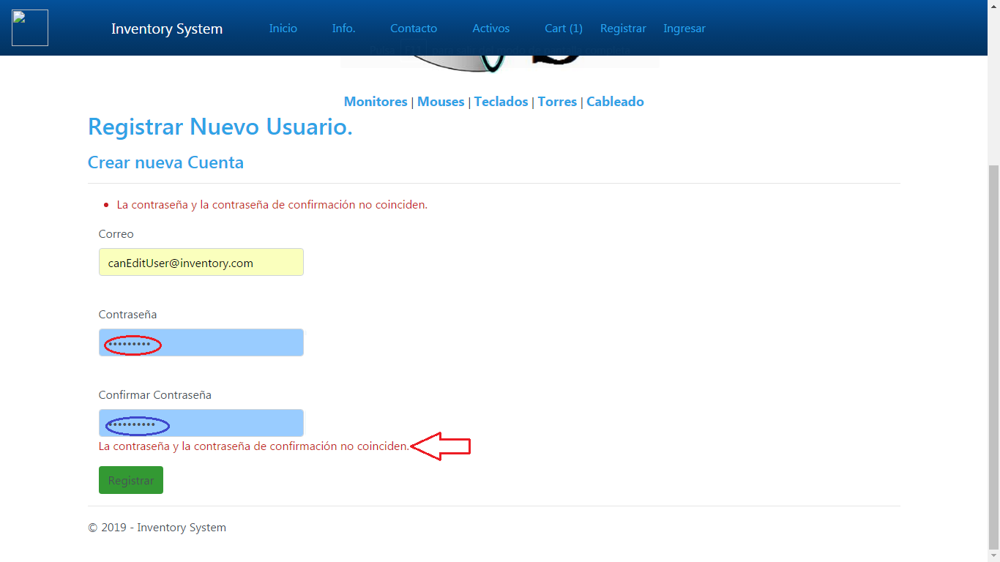 Inventory System Inicio Info. Contacto Activos Cart (1) Registrar Ingresar
Monitores | Mouses | Teclados | Torres | Cableado
Registrar Nuevo Usuario.
Crear nueva Cuenta
La contraseña y la contraseña de confirmación no coinciden.
Correo
canEditUser@inventory.com
Contraseña
•••••••••
Confirmar Contraseña
••••••••••
La contraseña y la contraseña de confirmación no coinciden.
Registrar
© 2019 - Inventory System